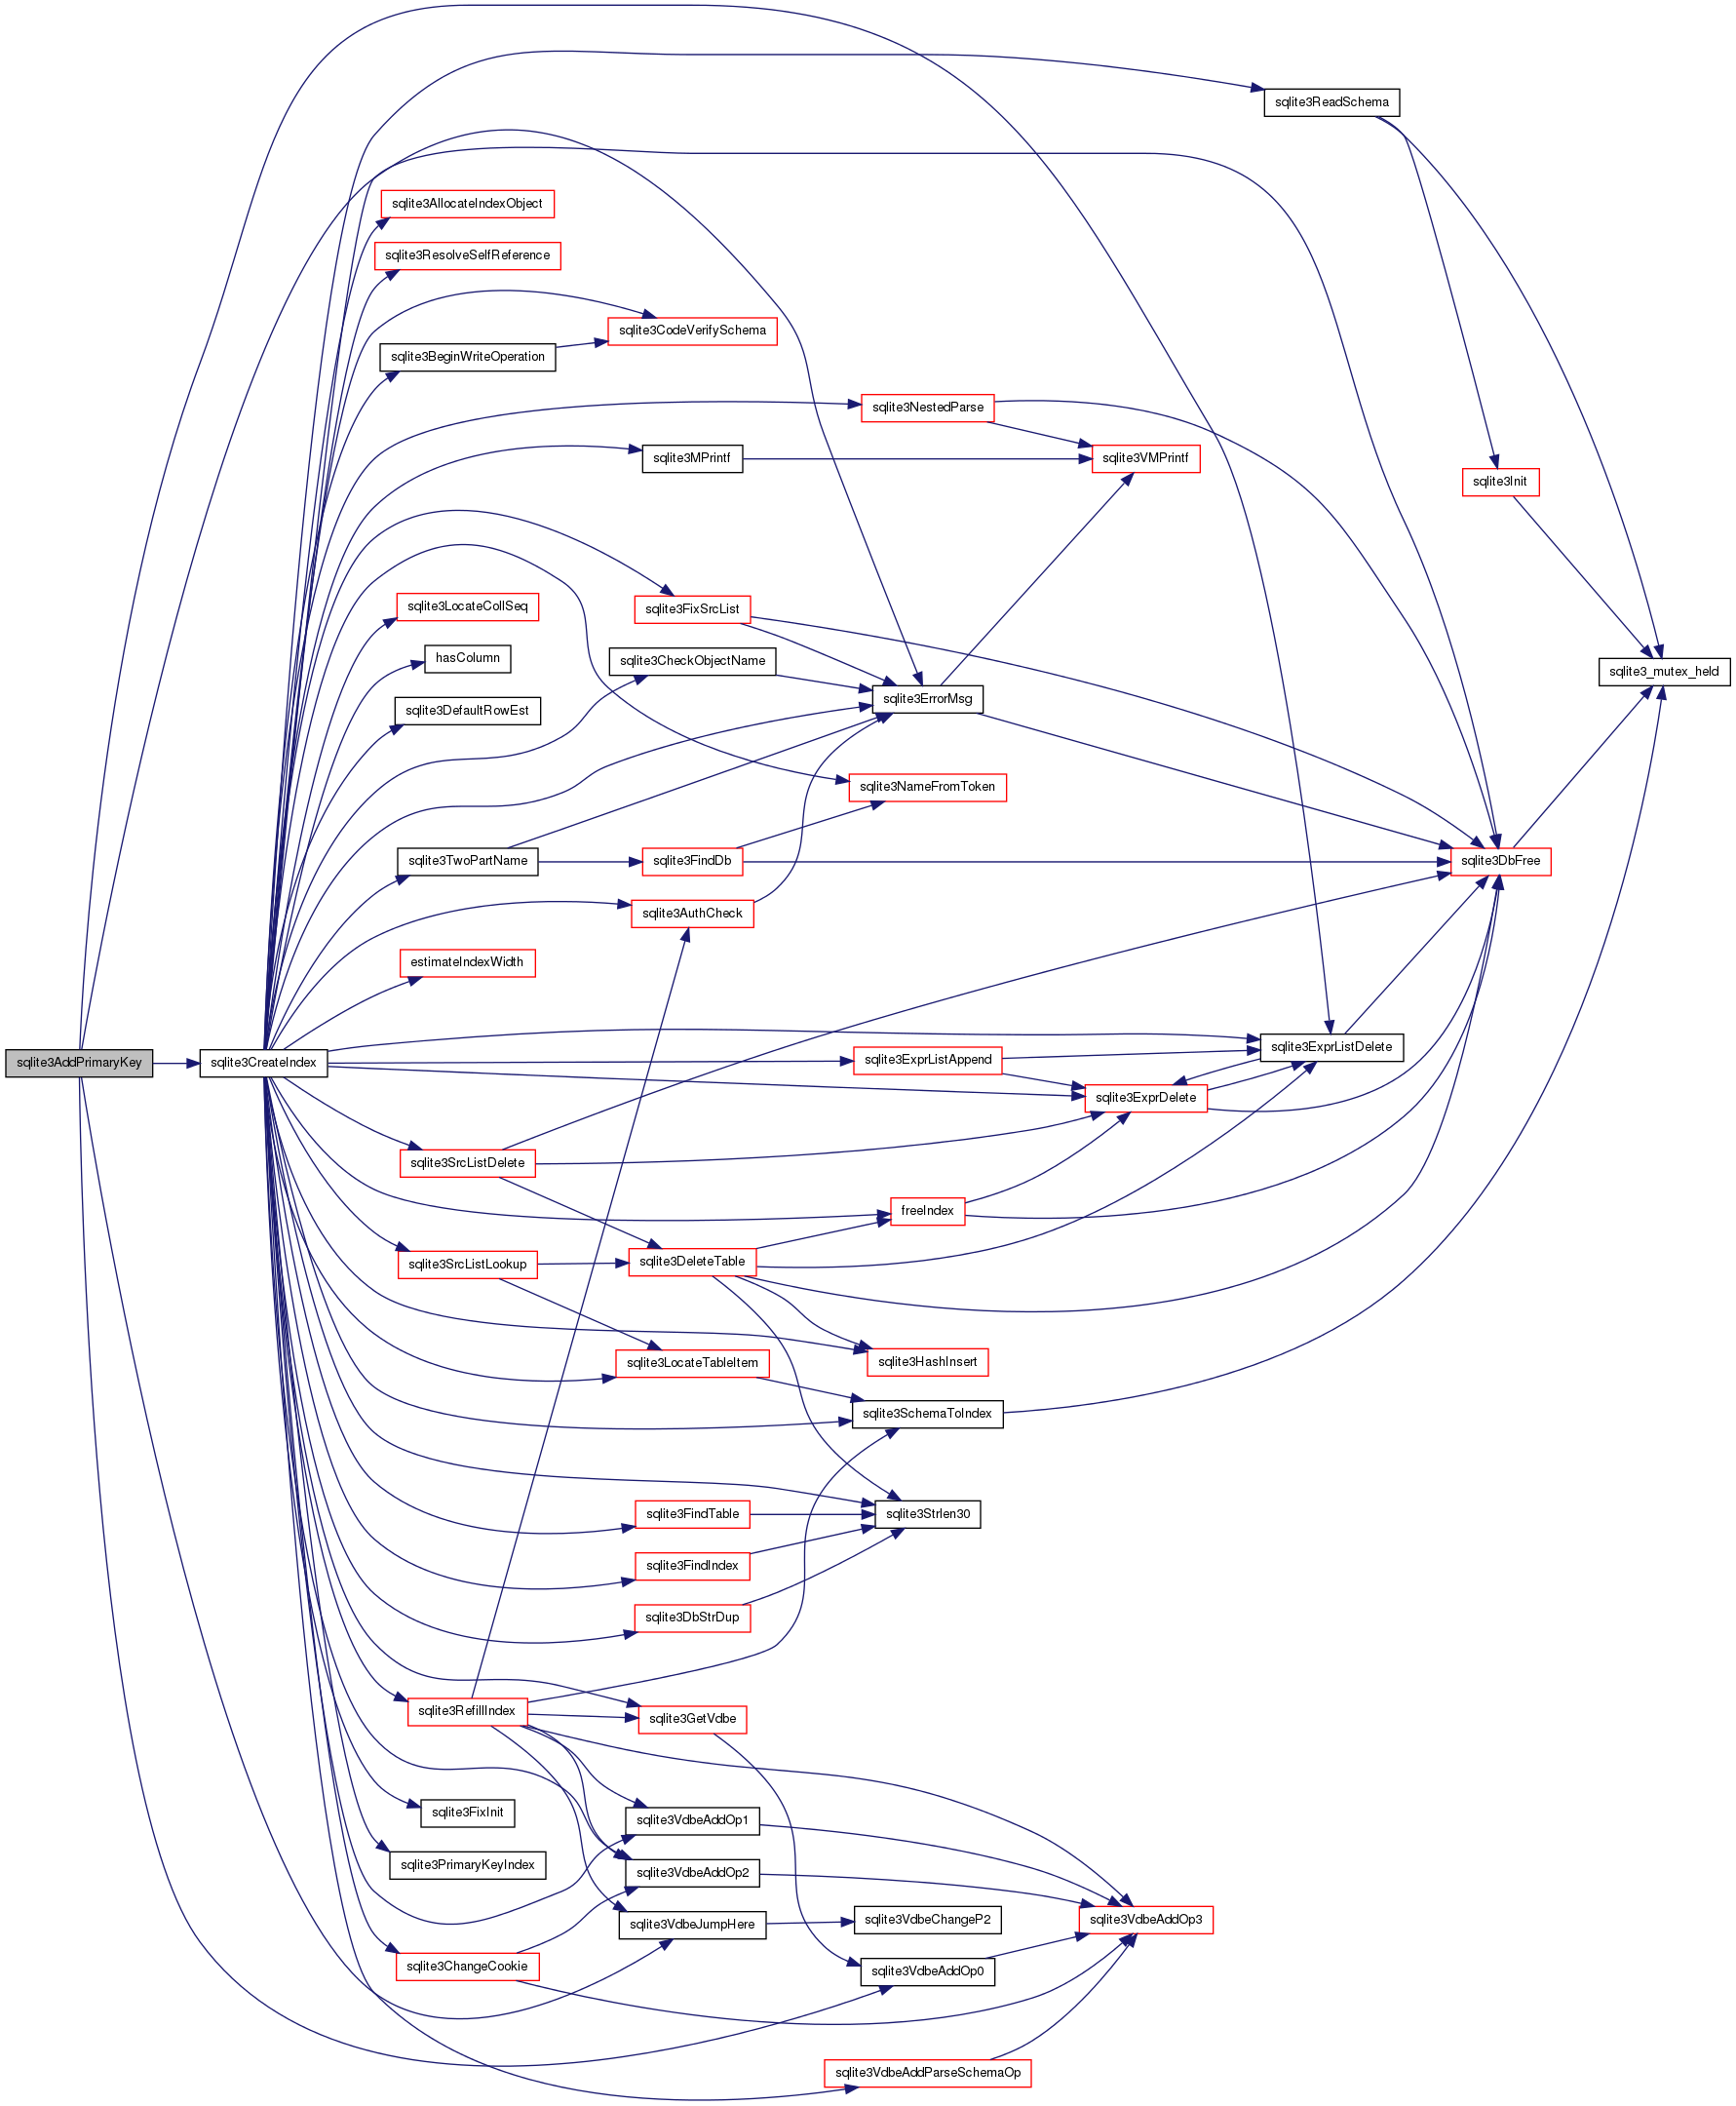 sqlite3ReadSchema
sqlite3AllocateIndexObject
sqlite3ResolveSelfReference
sqlite3CodeVerifySchema
sqlite3BeginWriteOperation
sqlite3NestedParse
sqlite3MPrintf
sqlite3VMPrintf
sqlite3Init
sqlite3LocateCollSeq
sqlite3FixSrcList
hasColumn
sqlite3CheckObjectName
sqlite3_mutex_held
sqlite3DefaultRowEst
sqlite3ErrorMsg
sqlite3NameFromToken
sqlite3TwoPartName
sqlite3FindDb
sqlite3DbFree
sqlite3AuthCheck
estimateIndexWidth
sqlite3AddPrimaryKey
sqlite3CreateIndex
sqlite3ExprListAppend
sqlite3ExprListDelete
sqlite3ExprDelete
sqlite3SrcListDelete
freeIndex
sqlite3SrcListLookup
sqlite3DeleteTable
sqlite3LocateTableItem
sqlite3HashInsert
sqlite3SchemaToIndex
sqlite3FindTable
sqlite3Strlen30
sqlite3FindIndex
sqlite3DbStrDup
sqlite3RefillIndex
sqlite3GetVdbe
sqlite3FixInit
sqlite3VdbeAddOp1
sqlite3PrimaryKeyIndex
sqlite3VdbeAddOp2
sqlite3VdbeJumpHere
sqlite3VdbeChangeP2
sqlite3VdbeAddOp3
sqlite3ChangeCookie
sqlite3VdbeAddOp0
sqlite3VdbeAddParseSchemaOp